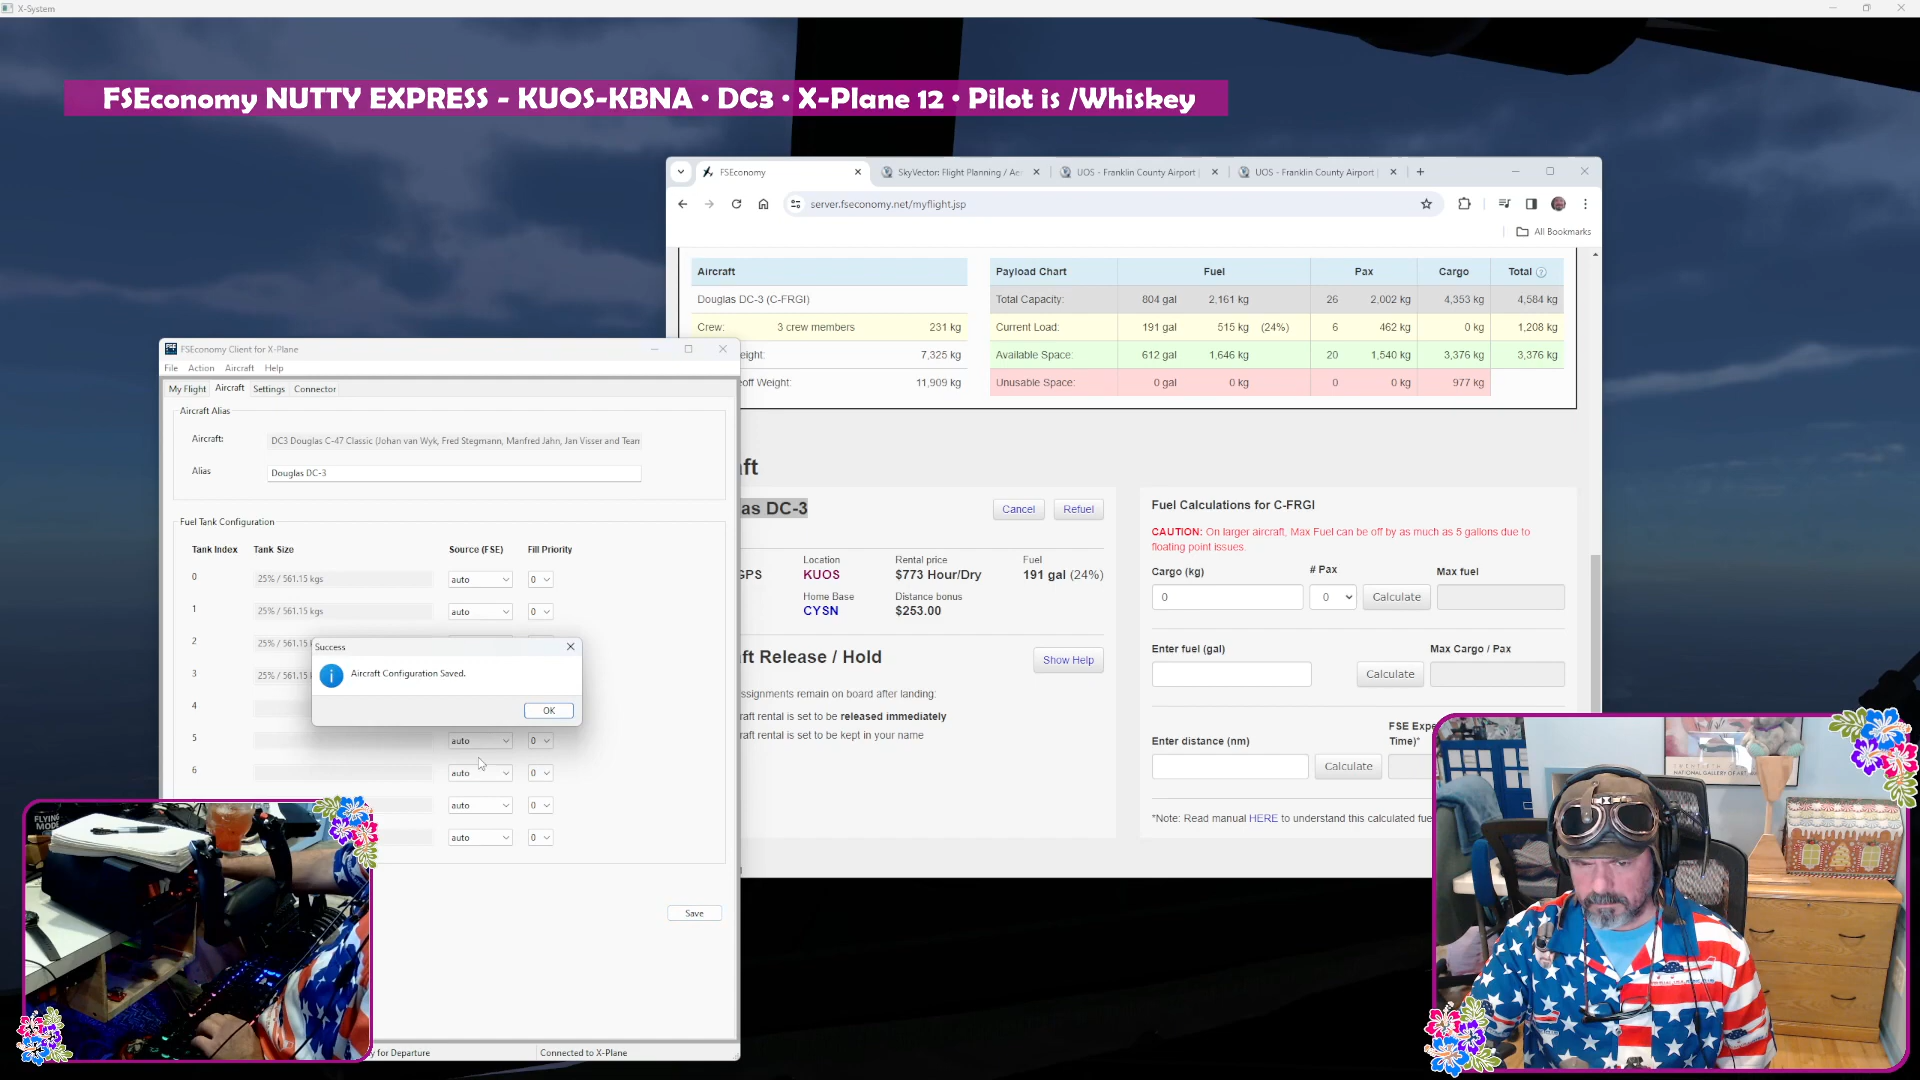 X-System
FSEconomy NUTTY EXPRESS - KUOS-KBNA • DC3 • X-Plane 12 • Pilot is /Whiskey
FSEconomy
SkyVector: Flight Planning / Ae
UOS - Franklin County Airport
UOS - Franklin County Airport
server.fseconomy.net/myflight.jsp
All Bookmarks
Aircraft
Payload Chart Fuel Pax Cargo Total
Douglas DC-3 (C-FRGI)
Total Capacity: 804 gal 2,161 kg 26 2,002 kg 4,353 kg 4,584 kg
Crew: 3 crew members 231 kg
Current Load: 191 gal 515 kg (24%) 6 462 kg 0 kg 1,208 kg
eight: 7,325 kg
Available Space: 612 gal 1,646 kg 20 1,540 kg 3,376 kg 3,376 kg
off Weight: 11,909 kg
Unusable Space: 0 gal 0 kg 0 0 kg 977 kg
ft
as DC-3
Cancel Refuel
GPS
Location
KUOS
Rental price
$773 Hour/Dry
Fuel
191 gal (24%)
Home Base
CYSN
Distance bonus
$253.00
ft Release / Hold
Show Help
ssignments remain on board after landing:
raft rental is set to be released immediately
raft rental is set to be kept in your name
Fuel Calculations for C-FRGI
CAUTION: On larger aircraft, Max Fuel can be off by as much as 5 gallons due to
floating point issues.
Cargo (kg) # Pax Max fuel
0 0 Calculate
Enter fuel (gal) Max Cargo / Pax
Calculate
Enter distance (nm)
FSE Expe
Time)*
Calculate
*Note: Read manual HERE to understand this calculated fue
FSEconomy Client for X-Plane
File Action Aircraft Help
My Flight Aircraft Settings Connector
Aircraft Alias
Aircraft: DC3 Douglas C-47 Classic (Johan van Wyk, Fred Stegmann, Manfred Jahn, Jan Visser and Team
Alias Douglas DC-3
Fuel Tank Configuration
Tank Index Tank Size Source (FSE) Fill Priority
0 25% / 561.15 kgs auto 0
1 25% / 561.15 kgs auto 0
2 25% / 561.15
3 25% / 561.15
4
5 auto 0
6 auto 0
auto 0
auto 0
Success
Aircraft Configuration Saved.
OK
Save
y for Departure
Connected to X-Plane
FLYING
MODE
NATIONAL GALLERY OF ART